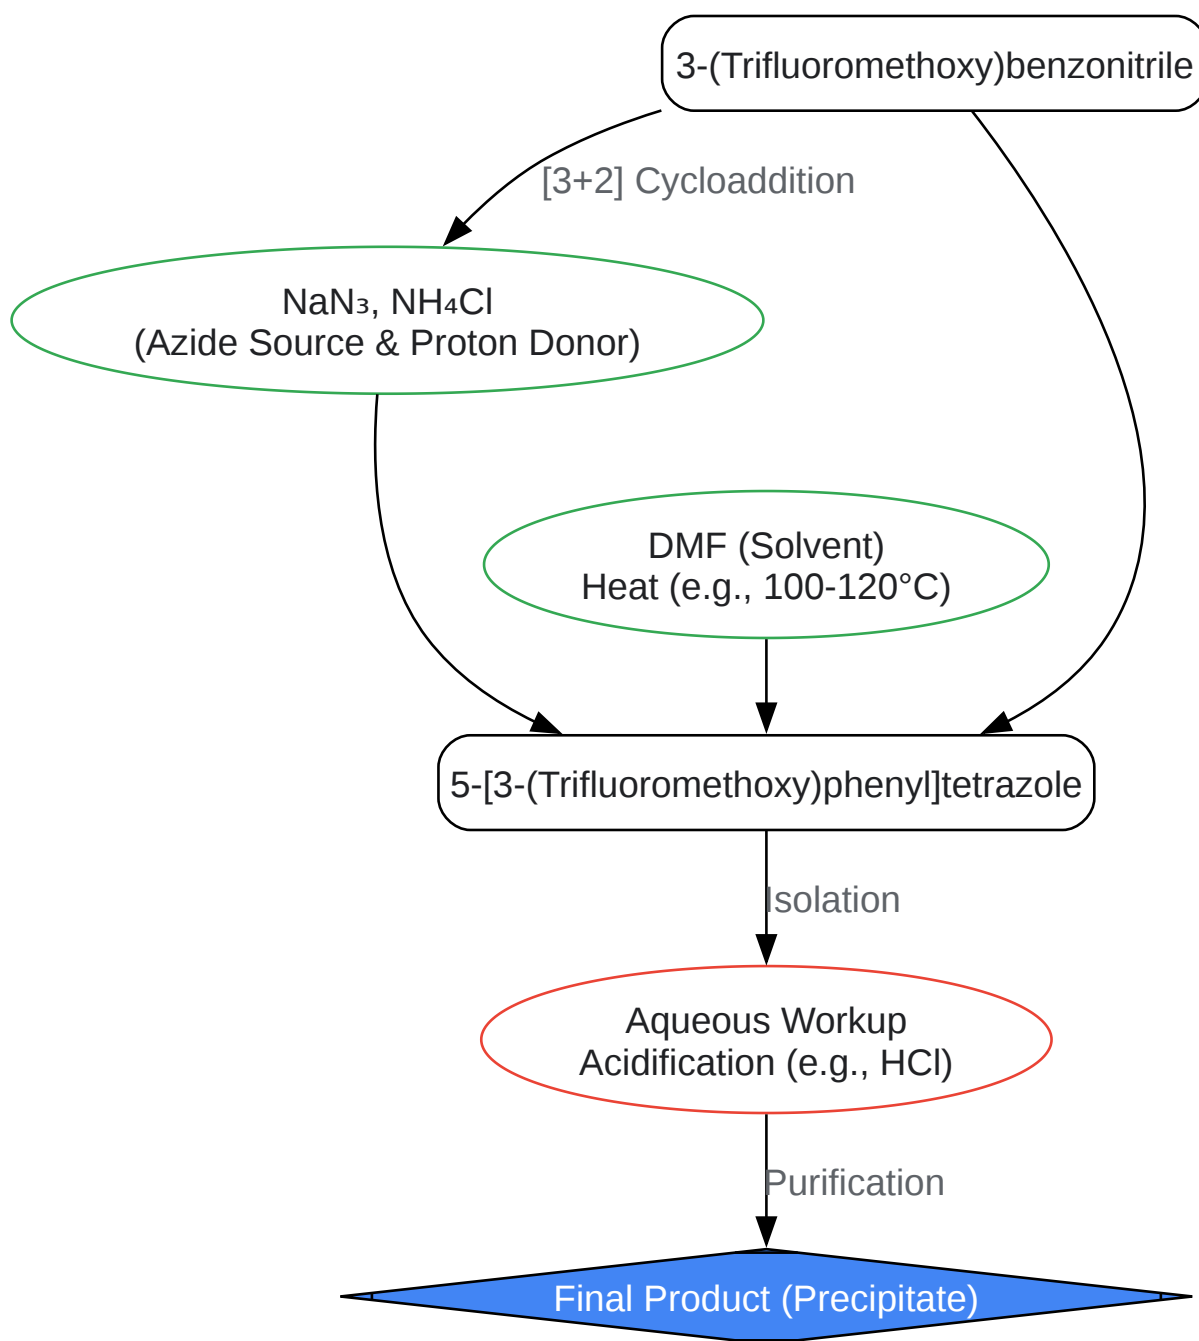 3-(Trifluoromethoxy)benzonitrile
[3+2] Cycloaddition
NaN₃, NH₄Cl
(Azide Source & Proton Donor)
DMF (Solvent)
Heat (e.g., 100-120°C)
5-[3-(Trifluoromethoxy)phenyl]tetrazole
Isolation
Aqueous Workup
Acidification (e.g., HCl)
Purification
Final Product (Precipitate)